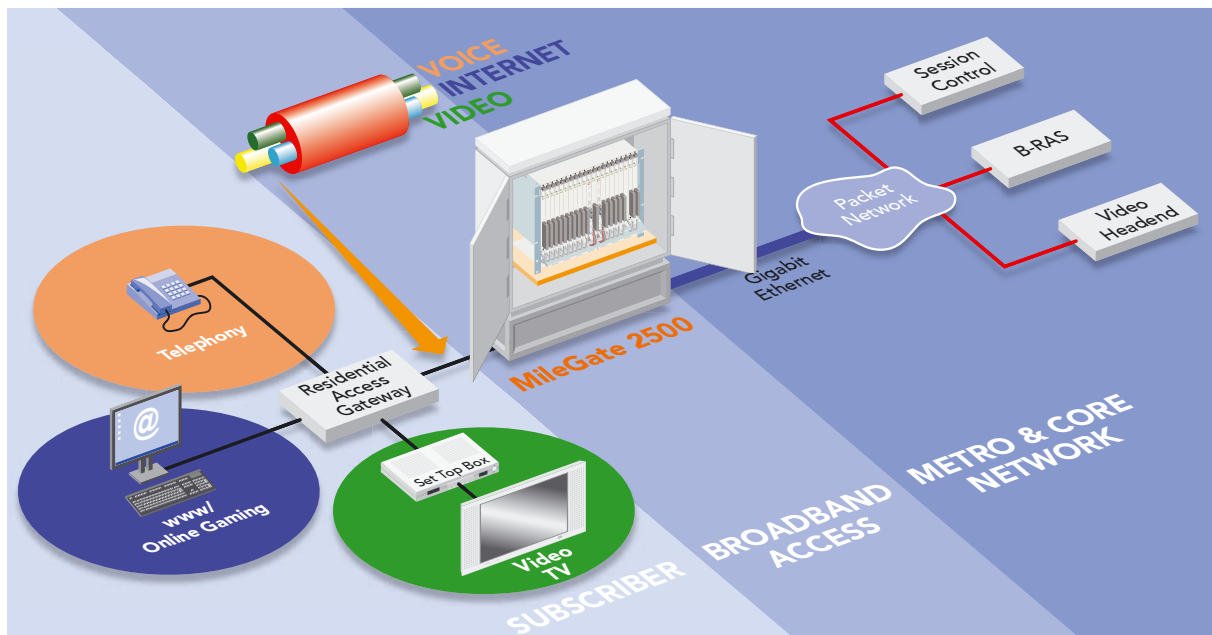 VOICE
INTERNET
VIDEO
Session
Control
B-RAS
Packet
Network
Video
Headend
Gigabit
Ethernet
MileGate 2500
Telephony
Residential
Access
Gateway
@
www/
Online Gaming
Set Top Box
Video
TV
SUBSCRIBER
BROADBAND
ACCESS
METRO & CORE
NETWORK